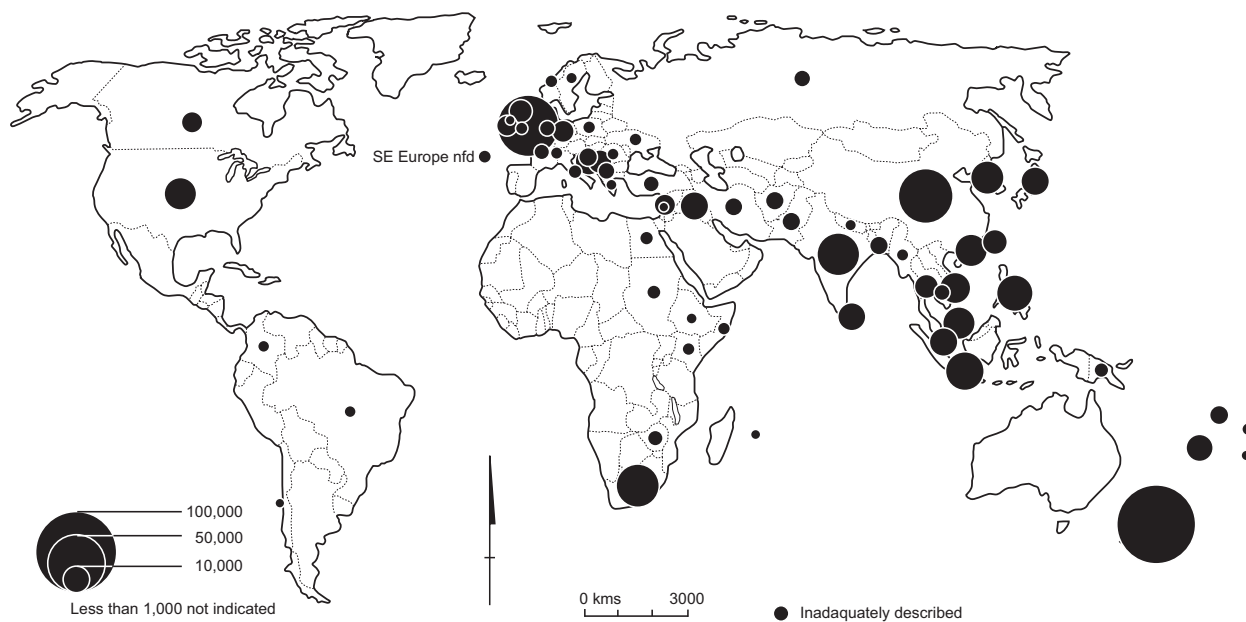 SE Europe nfd
100,000
50,000
10,000
Less than 1,000 not indicated
0 kms 3000
Inadaquately described